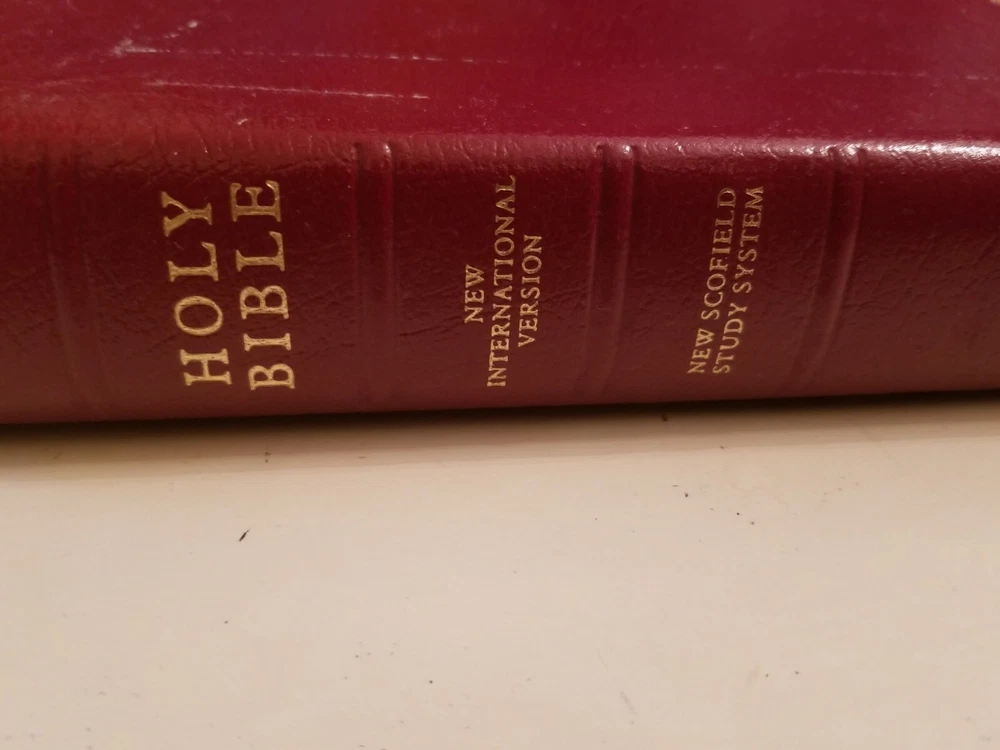 HOLY
BIBLE
NEW
INTERNATIONAL
VERSION
NEW SCOFIELD
STUDY SYSTEM